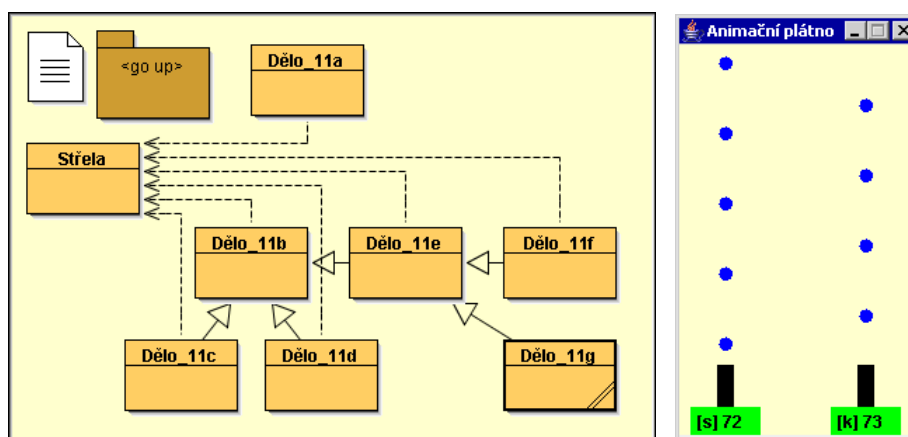 <go up>
Dělo_11a
Střela
Dělo_11b
Dělo_11e
Dělo_11f
Dělo_11c
Dělo_11d
Dělo_11g
Animační plátno
[s] 72
[k] 73